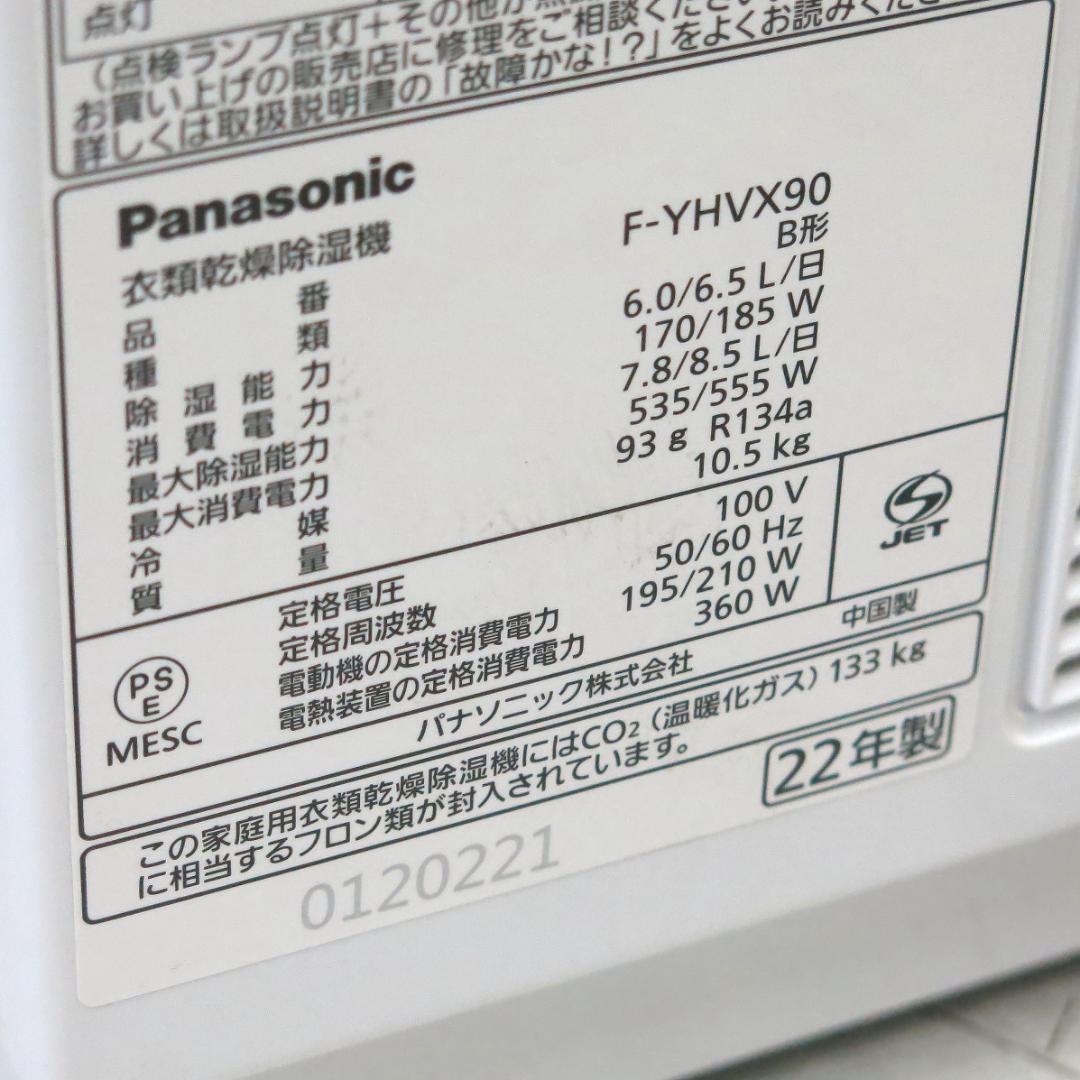 点灯
（点検ランプ点灯＋その他が点
お買い上げの販売店に修理をご相談ください
詳しくは取扱説明書の「故障かな！？」をよくお読みくださ
Panasonic
衣類乾燥除湿機
品番 F-YHVX90
種類 B形
除湿能力 6.0/6.5 L/日
消費電力 170/185 W
最大除湿能力 7.8/8.5 L/日
最大消費電力 535/555 W
冷媒 93 g R134a
質量 10.5 kg
定格電圧 100 V
定格周波数 50/60 Hz
電動機の定格消費電力 195/210 W
電熱装置の定格消費電力 360 W
PS
E
MESC
JET
パナソニック株式会社 中国製
この家庭用衣類乾燥除湿機にはCO2（温暖化ガス）133 kg
に相当するフロン類が封入されています。
22年製
0120221